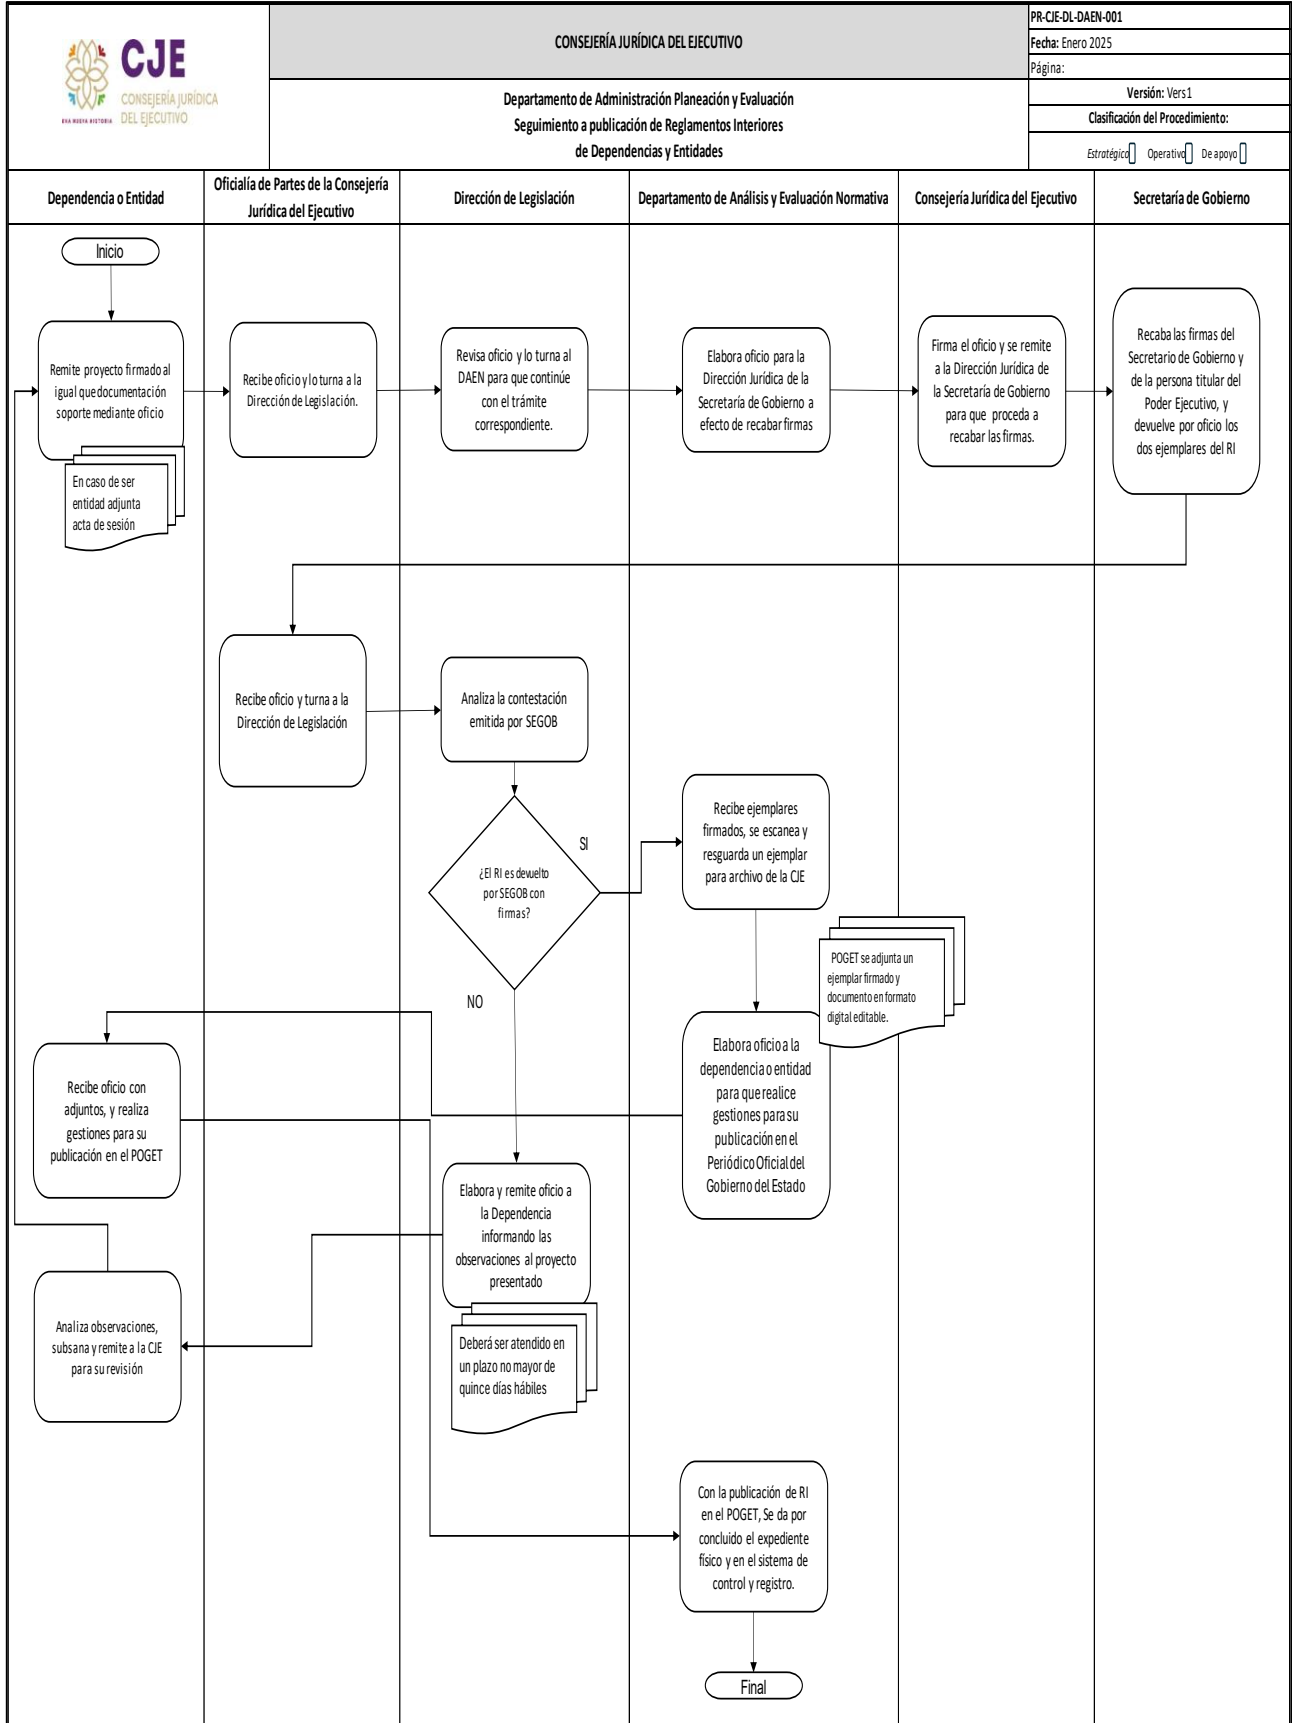 CJE
CONSEJERÍA JURÍDICA
DEL EJECUTIVO
CONSEJERÍA JURÍDICA DEL EJECUTIVO
Departamento de Administración Planeación y Evaluación
Seguimiento a publicación de Reglamentos Interiores
de Dependencias y Entidades
PR-CJE-DL-DAEN-001
Fecha: Enero 2025
Página:
Versión: Vers1
Clasificación del Procedimiento:
Estratégico Operativo De apoyo
Dependencia o Entidad
Oficialía de Partes de la Consejería
Jurídica del Ejecutivo
Dirección de Legislación
Departamento de Análisis y Evaluación Normativa
Consejería Jurídica del Ejecutivo
Secretaría de Gobierno
Inicio
Remite proyecto firmado al
igual que documentación
soporte mediante oficio
En caso de ser
entidad adjunta
acta de sesión
Recibe oficio y lo turna a la
Dirección de Legislación.
Revisa oficio y lo turna al
DAEN para que continúe
con el trámite
correspondiente.
Elabora oficio para la
Dirección Jurídica de la
Secretaría de Gobierno a
efecto de recabar firmas
Firma el oficio y se remite
a la Dirección Jurídica de
la Secretaría de Gobierno
para que proceda a
recabar las firmas.
Recaba las firmas del
Secretario de Gobierno y
de la persona titular del
Poder Ejecutivo, y
devuelve por oficio los
dos ejemplares del RI
Recibe oficio y turna a la
Dirección de Legislación
Analiza la contestación
emitida por SEGOB
¿El RI es devuelto
por SEGOB con
firmas?
SI
NO
Recibe ejemplares
firmados, se escanea y
resguarda un ejemplar
para archivo de la CJE
POGET se adjunta un
ejemplar firmado y
documento en formato
digital editable.
Elabora oficio a la
dependencia o entidad
para que realice
gestiones para su
publicación en el
Periódico Oficial del
Gobierno del Estado
Recibe oficio con
adjuntos, y realiza
gestiones para su
publicación en el POGET
Elabora y remite oficio a
la Dependencia
informando las
observaciones al proyecto
presentado
Deberá ser atendido en
un plazo no mayor de
quince días hábiles
Analiza observaciones,
subsana y remite a la CJE
para su revisión
Con la publicación de RI
en el POGET, Se da por
concluido el expediente
físico y en el sistema de
control y registro.
Final